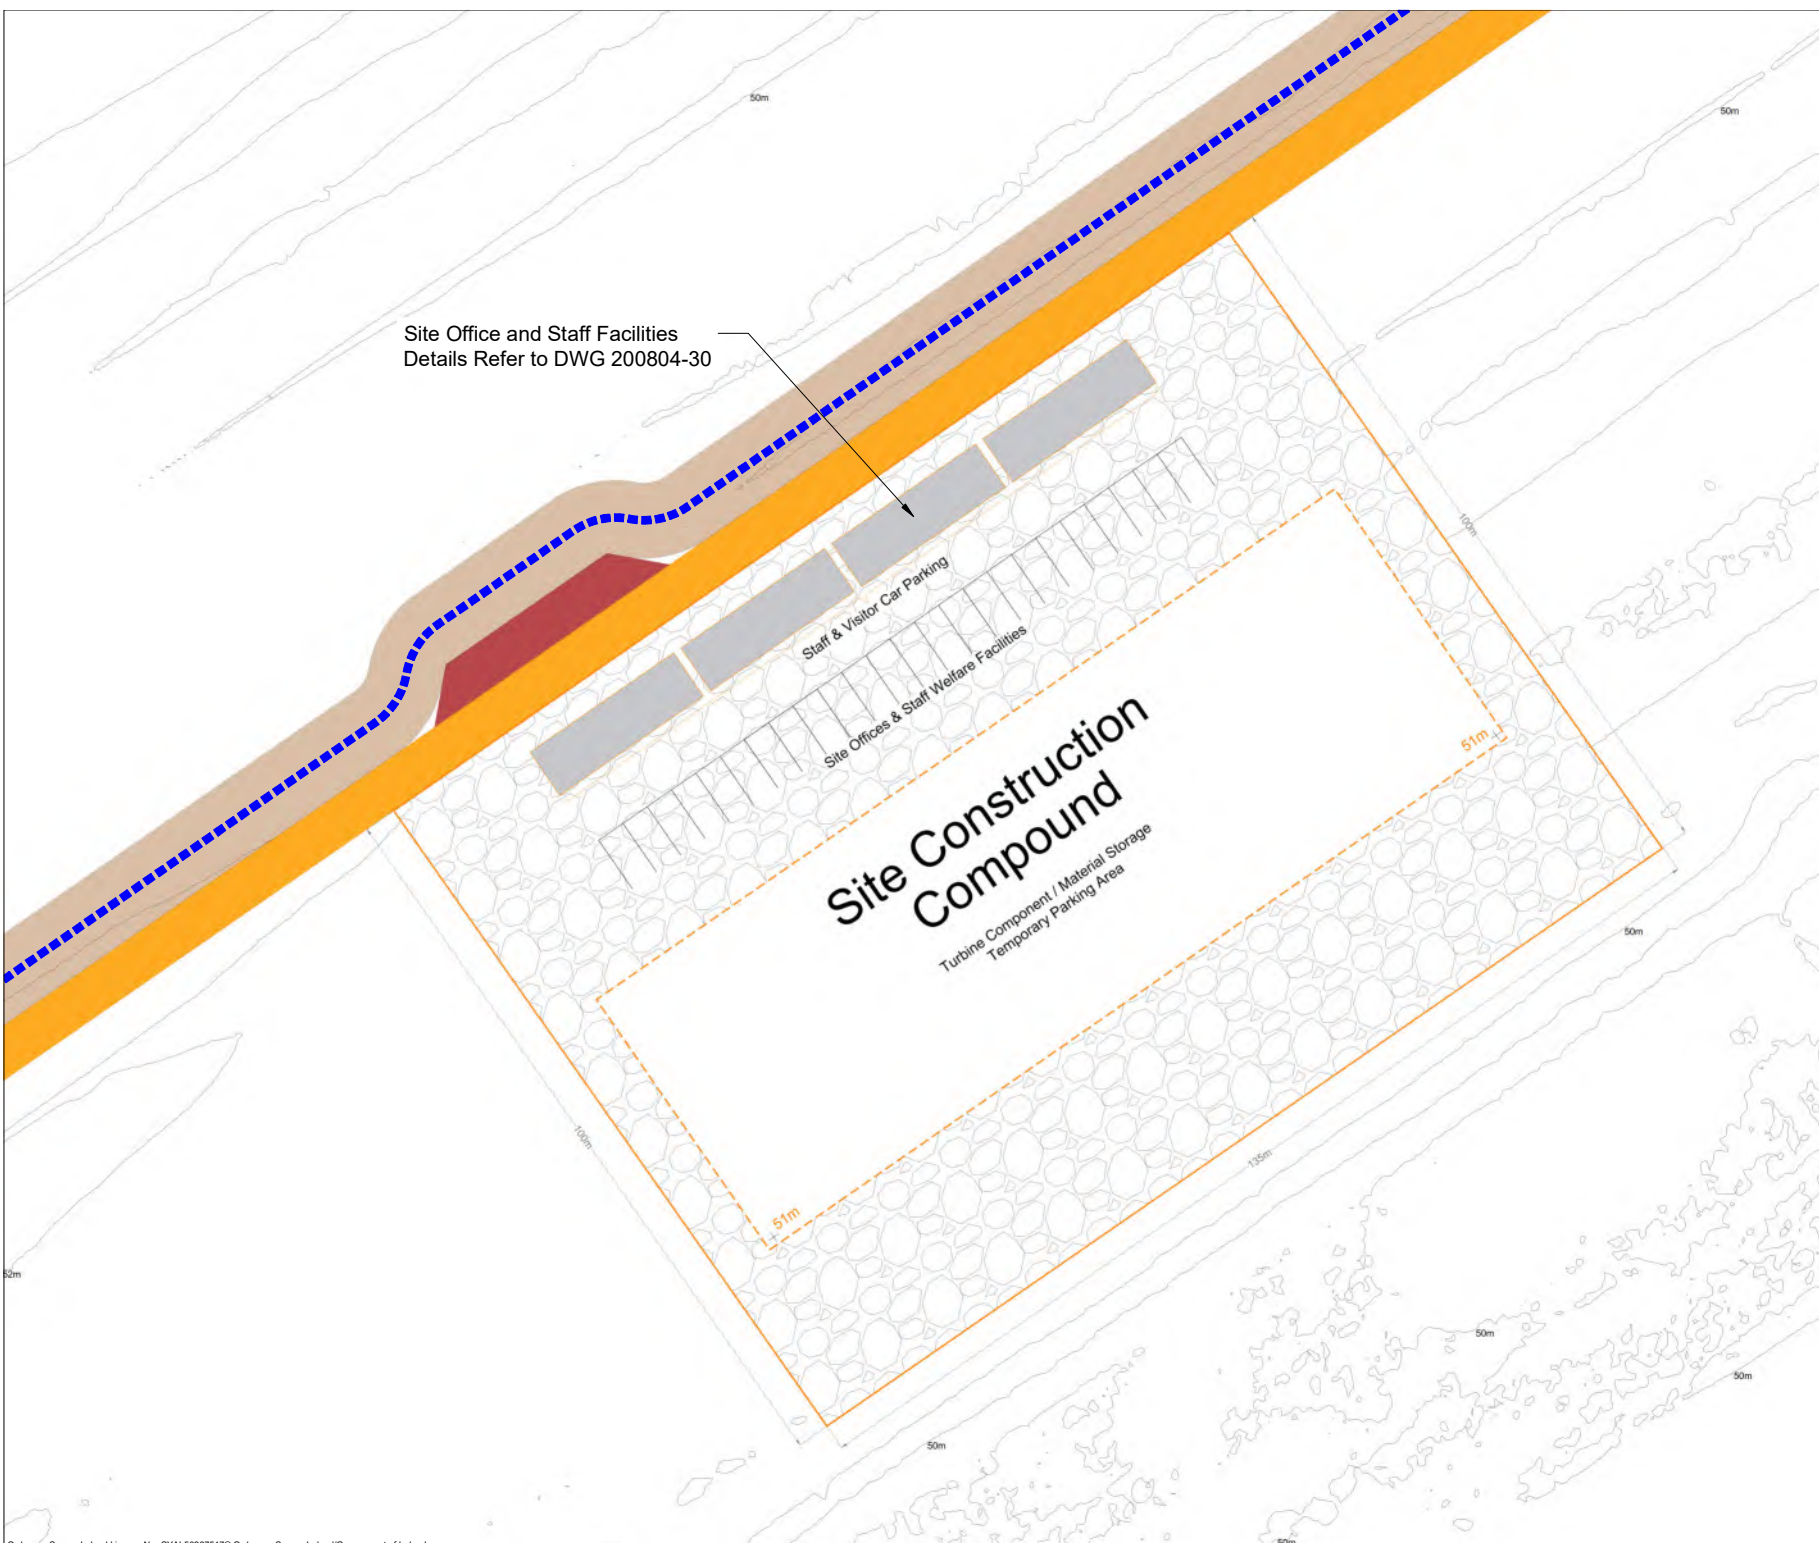 50m
50m
Site Office and Staff Facilities
Details Refer to DWG 200804-30
100m
Staff & Visitor Car Parking
Site Offices & Staff Welfare Facilities
51m
Site Construction
Compound
Turbine Component / Material Storage
Temporary Parking Area
50m
100m
135m
51m
52m
50m
50m
50m
50m